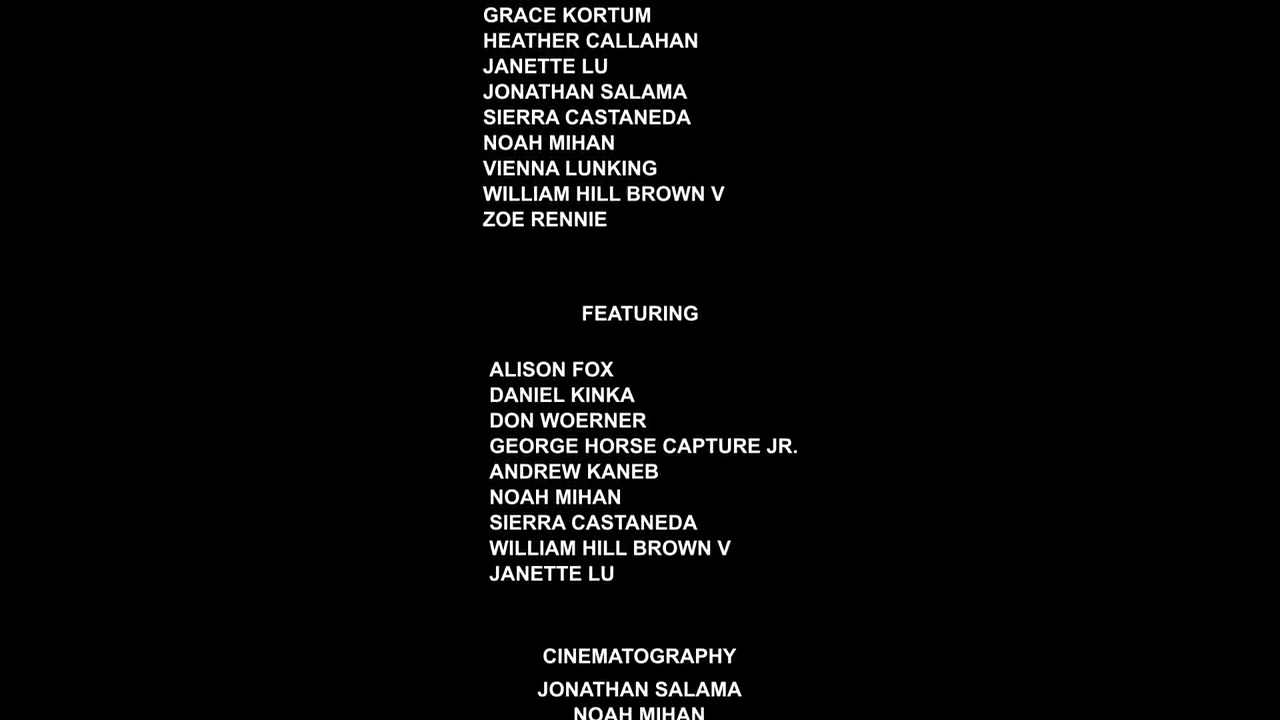 GRACE KORTUM
HEATHER CALLAHAN
JANETTE LU
JONATHAN SALAMA
SIERRA CASTANEDA
NOAH MIHAN
VIENNA LUNKING
WILLIAM HILL BROWN V
ZOE RENNIE
FEATURING
ALISON FOX
DANIEL KINKA
DON WOERNER
GEORGE HORSE CAPTURE JR.
ANDREW KANEB
NOAH MIHAN
SIERRA CASTANEDA
WILLIAM HILL BROWN V
JANETTE LU
CINEMATOGRAPHY
JONATHAN SALAMA
NOAH MIHAN